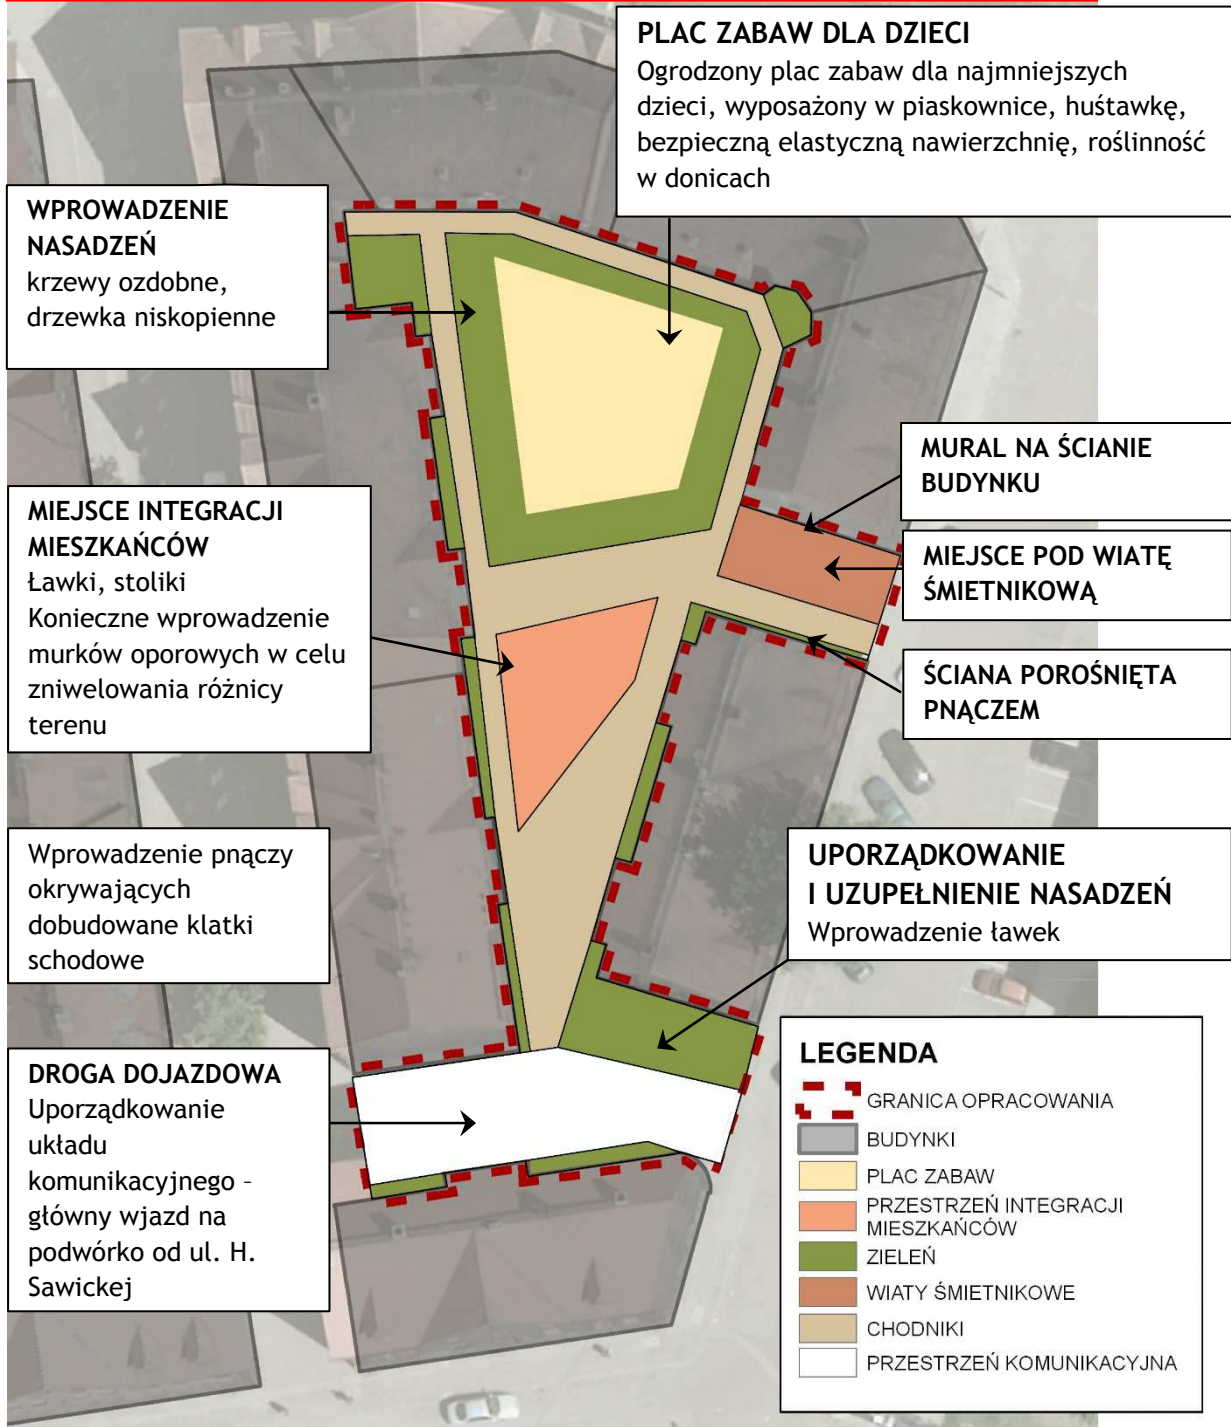 PLAC ZABAW DLA DZIECI
Ogrodzony plac zabaw dla najmniejszych
dzieci, wyposażony w piaskownice, huśtawkę,
bezpieczną elastyczną nawierzchnię, roślinność
w donicach
WPROWADZENIE
NASADZEŃ
krzewy ozdobne,
drzewka niskopienne
MURAL NA ŚCIANIE
BUDYNKU
MIEJSCE INTEGRACJI
MIESZKAŃCÓW
Ławki, stoliki
Konieczne wprowadzenie
murków oporowych w celu
zniwelowania różnicy
terenu
MIEJSCE POD WIATĘ
ŚMIETNIKOWĄ
ŚCIANA POROŚNIĘTA
PNĄCZEM
Wprowadzenie pnączy
okrywających
dobudowane klatki
schodowe
UPORZĄDKOWANIE
I UZUPEŁNIENIE NASADZEŃ
Wprowadzenie ławek
DROGA DOJAZDOWA
Uporządkowanie
układu
komunikacyjnego –
główny wjazd na
podwórko od ul. H.
Sawickej
LEGENDA
GRANICA OPRACOWANIA
BUDYNKI
PLAC ZABAW
PRZESTRZEŃ INTEGRACJI
MIESZKAŃCÓW
ZIELEŃ
WIATY ŚMIETNIKOWE
CHODNIKI
PRZESTRZEŃ KOMUNIKACYJNA